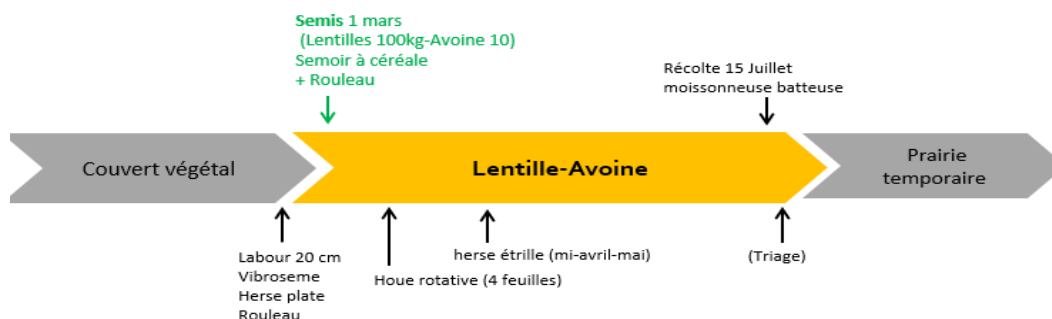 Semis 1 mars
(Lentilles 100kg-Avoine 10)
Semoir à céréale
+ Rouleau
Récolte 15 Juillet
moissonneuse batteuse
Couvert végétal
Lentille-Avoine
Prairie
temporaire
Labour 20 cm
Vibroseme
Herse plate
Rouleau
Houe rotative (4 feuilles)
herse étrille (mi-avril-mai)
(Triage)